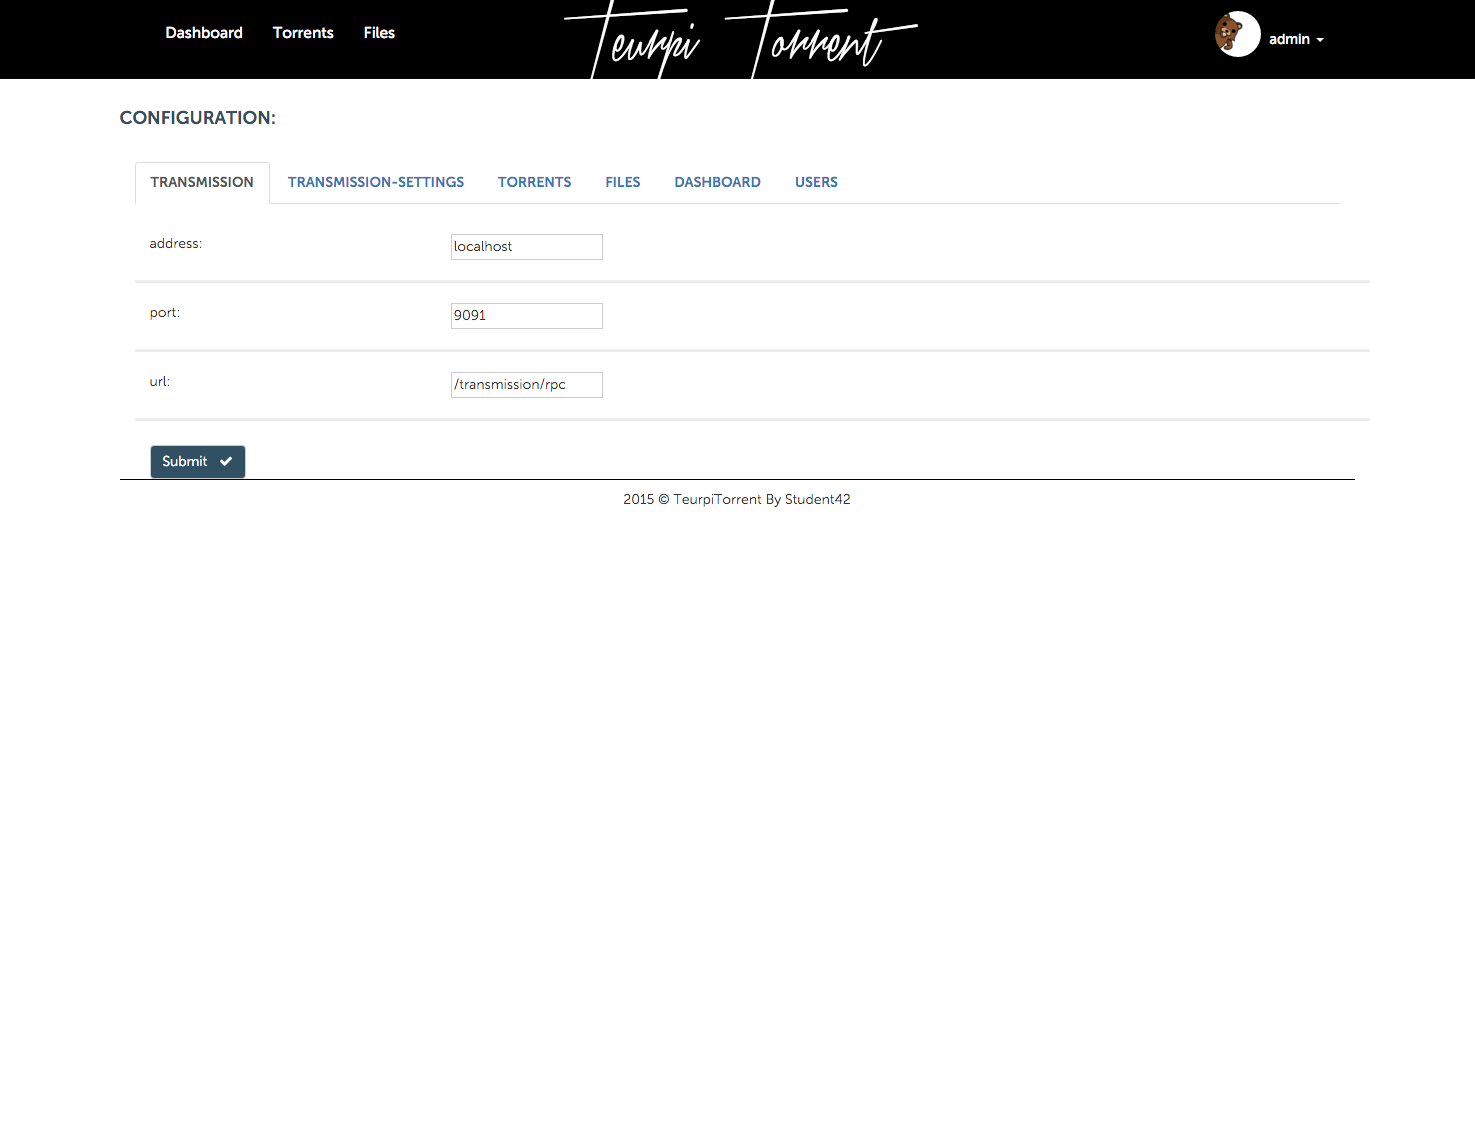 Dashboard Torrents Files Teurpi Torrent admin
CONFIGURATION:
TRANSMISSION TRANSMISSION-SETTINGS TORRENTS FILES DASHBOARD USERS
address: localhost
port: 9091
url: /transmission/rpc
Submit
2015 © TeurpiTorrent By Student42